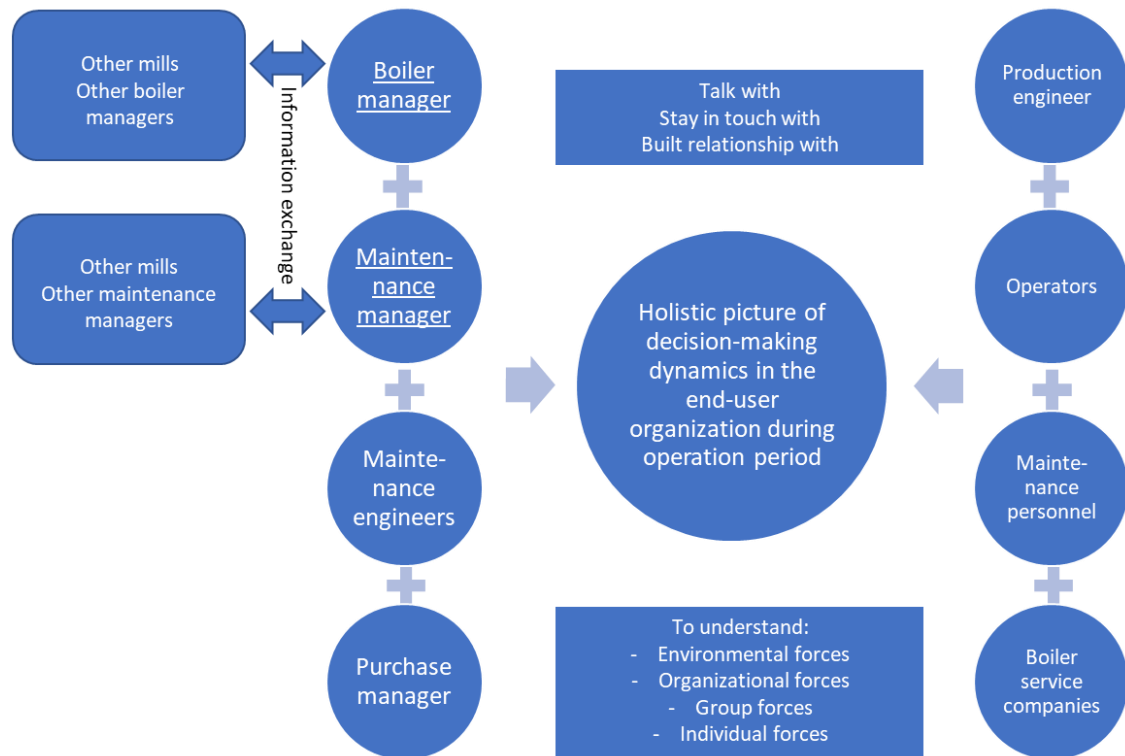 Other mills
Other boiler
managers
Information exchange
Other mills
Other maintenance
managers
Boiler
manager
Mainten-
nance
manager
Mainte-
nance
engineers
Purchase
manager
Talk with
Stay in touch with
Built relationship with
Holistic picture of
decision-making
dynamics in the
end-user
organization during
operation period
To understand:
- Environmental forces
- Organizational forces
- Group forces
- Individual forces
Production
engineer
Operators
Mainte-
nance
personnel
Boiler
service
companies